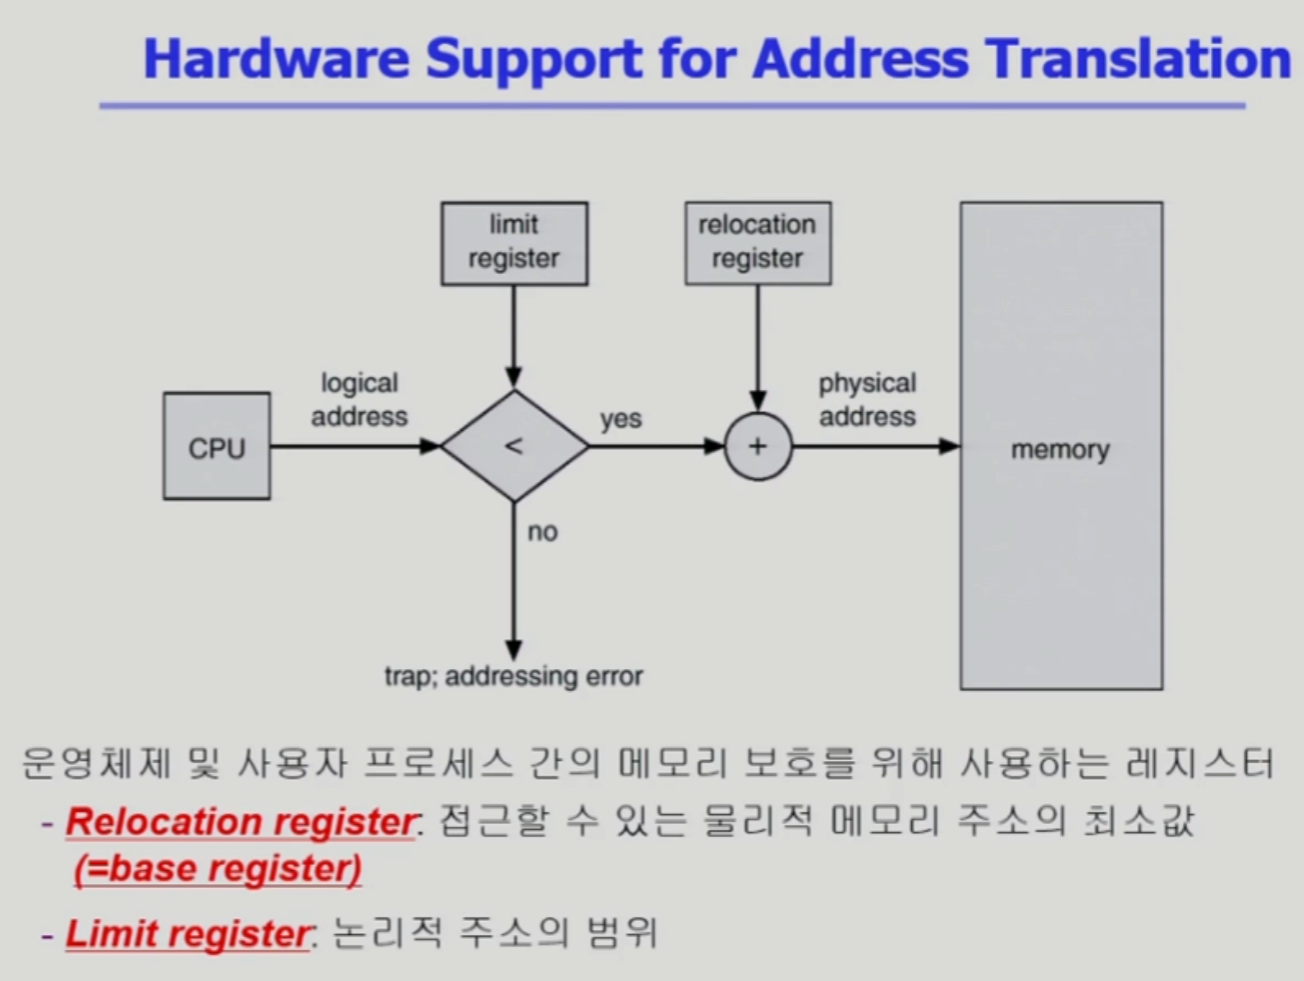 Hardware Support for Address Translation
limit
register
relocation
register
logical
address
physical
address
CPU
<
yes
+
memory
no
trap; addressing error
운영체제 및 사용자 프로세스 간의 메모리 보호를 위해 사용하는 레지스터
- Relocation register: 접근할 수 있는 물리적 메모리 주소의 최소값
(=base register)
- Limit register: 논리적 주소의 범위